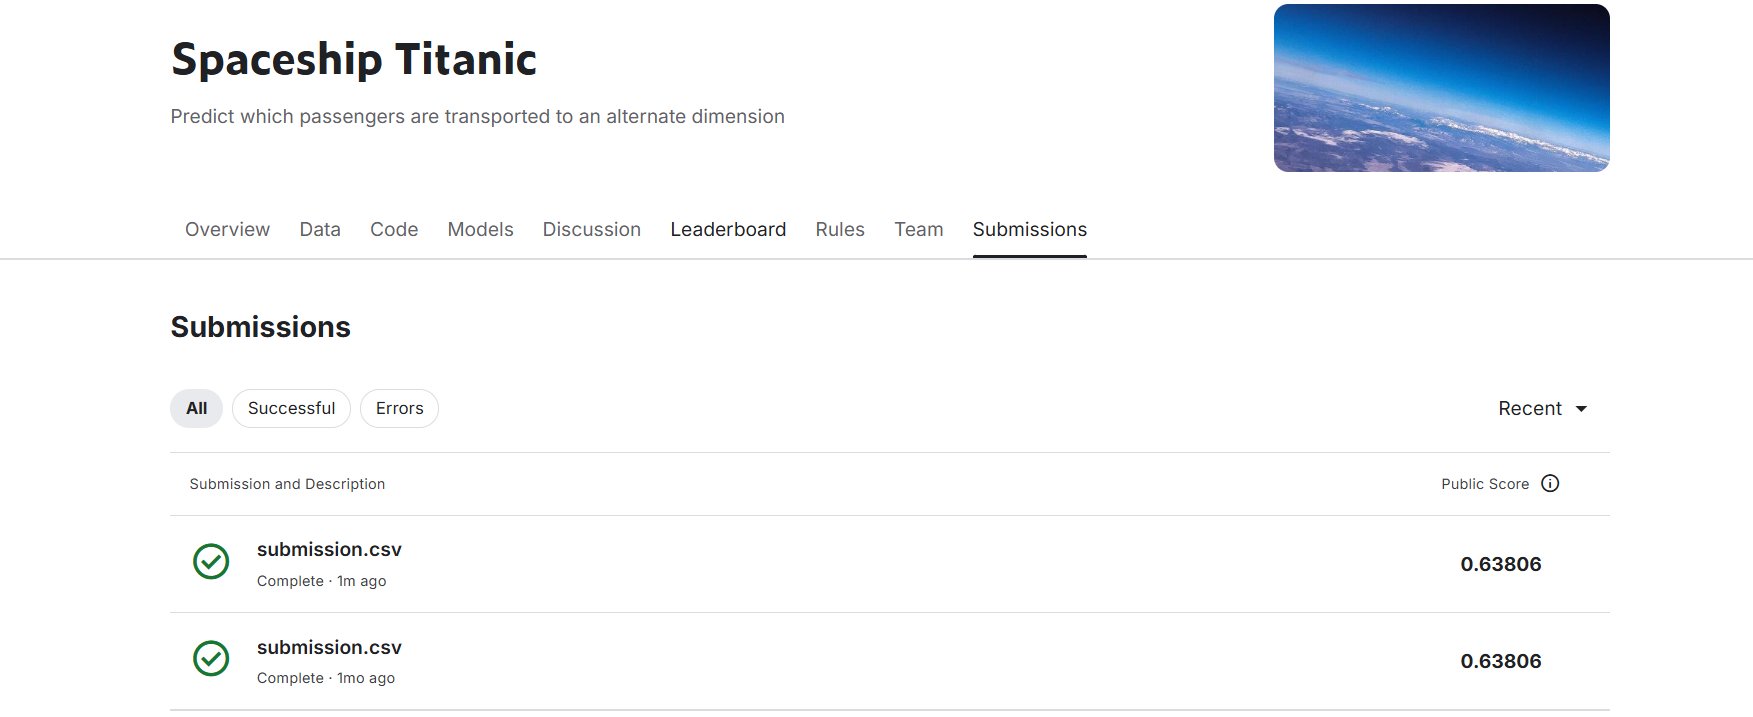 Spaceship Titanic
Predict which passengers are transported to an alternate dimension
Overview Data Code Models Discussion Leaderboard Rules Team Submissions
Submissions
All Successful Errors Recent
Submission and Description Public Score
submission.csv
Complete · 1m ago
0.63806
submission.csv
Complete · 1mo ago
0.63806